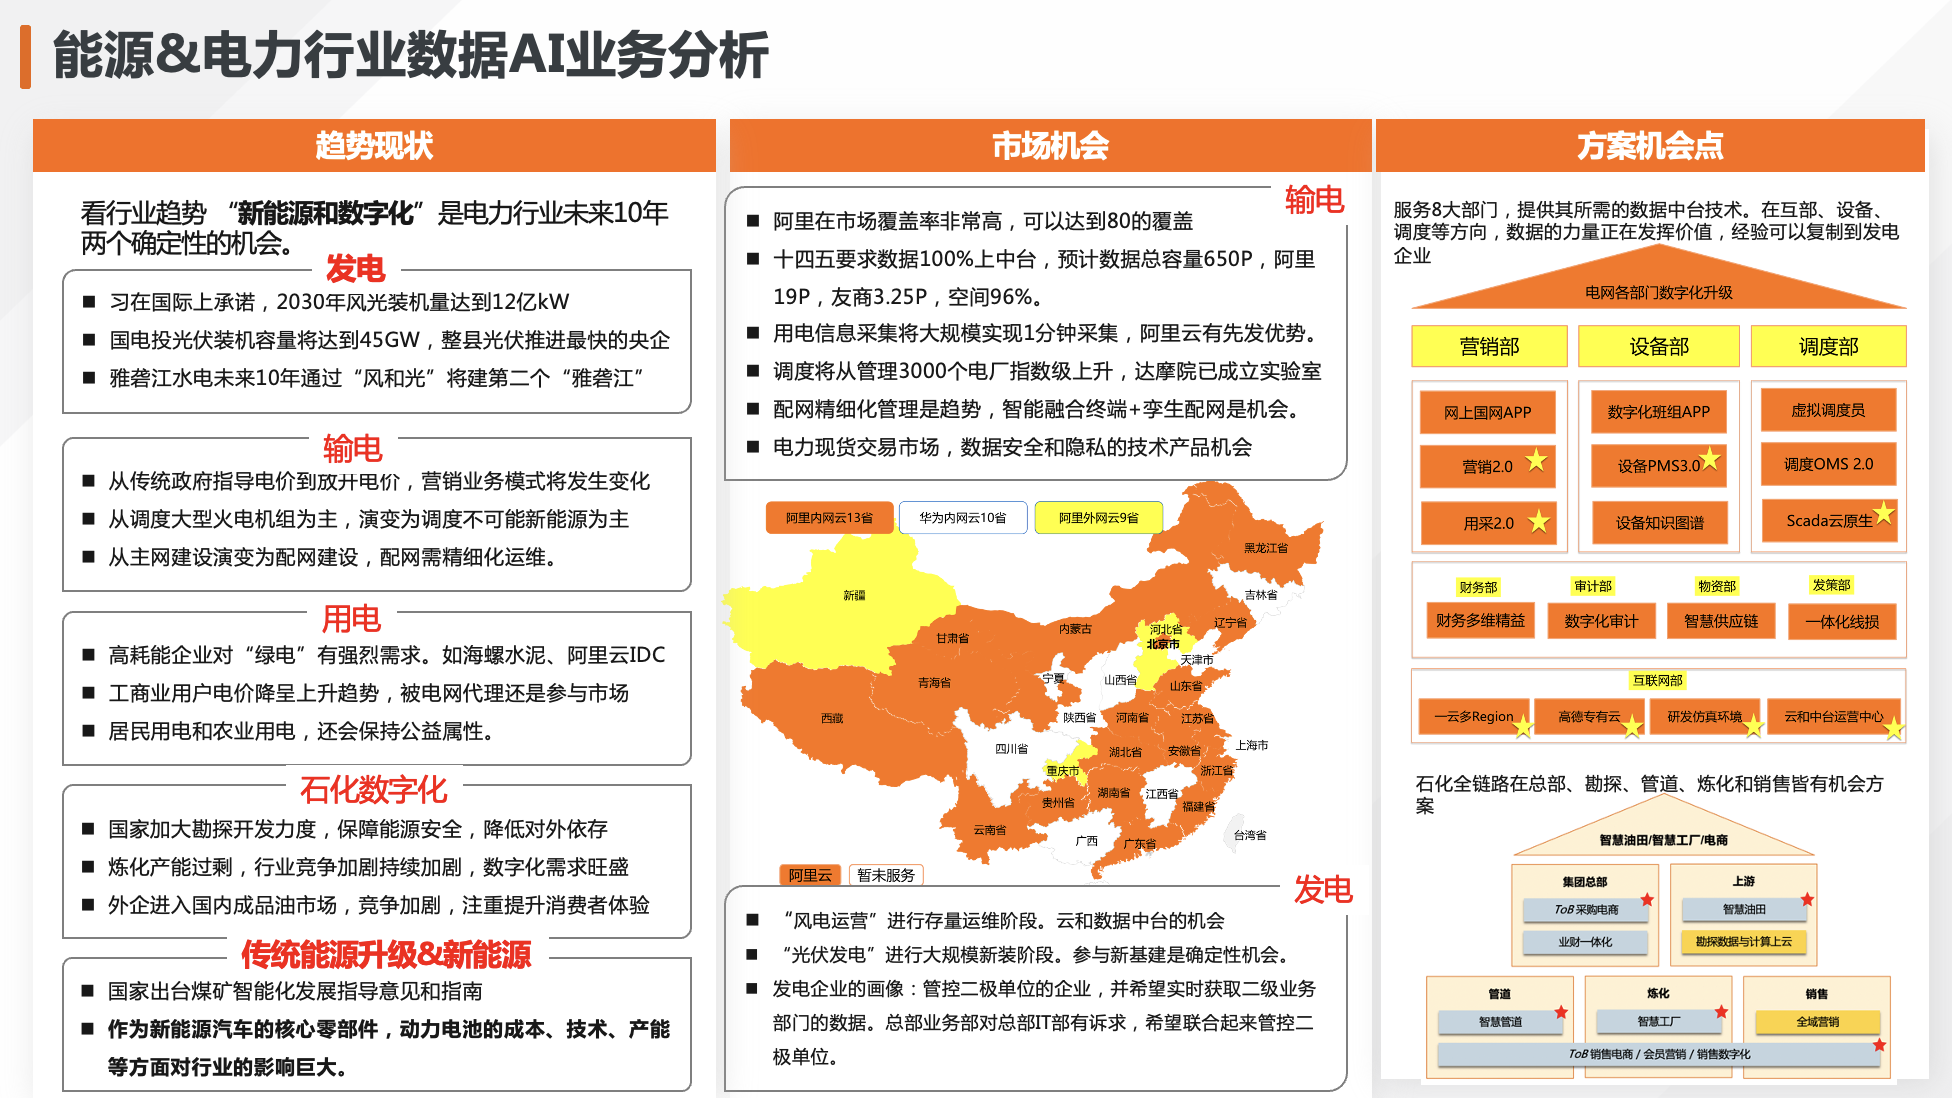 能源&电力行业数据AI业务分析
趋势现状
看行业趋势 “新能源和数字化”是电力行业未来10年
两个确定性的机会。
发电
■ 习在国际上承诺，2030年风光装机量达到12亿kW
■ 国电投光伏装机容量将达到45GW，整县光伏推进最快的央企
■ 雅砻江水电未来10年通过“风和光”将建第二个“雅砻江”
输电
■ 从传统政府指导电价到放开电价，营销业务模式将发生变化
■ 从调度大型火电机组为主，演变为调度不可能新能源为主
■ 从主网建设演变为配网建设，配网需精细化运维。
用电
■ 高耗能企业对“绿电”有强烈需求。如海螺水泥、阿里云IDC
■ 工商业用户电价降呈上升趋势，被电网代理还是参与市场
■ 居民用电和农业用电，还会保持公益属性。
石化数字化
■ 国家加大勘探开发力度，保障能源安全，降低对外依存
■ 炼化产能过剩，行业竞争加剧持续加剧，数字化需求旺盛
■ 外企进入国内成品油市场，竞争加剧，注重提升消费者体验
传统能源升级&新能源
■ 国家出台煤矿智能化发展指导意见和指南
■ 作为新能源汽车的核心零部件，动力电池的成本、技术、产能
等方面对行业的影响巨大。
市场机会
输电
■ 阿里在市场覆盖率非常高，可以达到80的覆盖
■ 十四五要求数据100%上中台，预计数据总容量650P，阿里
19P，友商3.25P，空间96%。
■ 用电信息采集将大规模实现1分钟采集，阿里云有先发优势。
■ 调度将从管理3000个电厂指数级上升，达摩院已成立实验室
■ 配网精细化管理是趋势，智能融合终端+孪生配网是机会。
■ 电力现货交易市场，数据安全和隐私的技术产品机会
阿里内网云13省
华为内网云10省
阿里外网云9省
黑龙江省
新疆
吉林省
辽宁省
内蒙古
河北省
甘肃省
北京市
天津市
宁夏
山西省
青海省
山东省
西藏
陕西省
河南省
江苏省
四川省
湖北省
安徽省
上海市
重庆市
浙江省
湖南省
江西省
贵州省
福建省
云南省
广西
广东省
台湾省
阿里云
暂未服务
发电
■ “风电运营”进行存量运维阶段。云和数据中台的机会
■ “光伏发电”进行大规模新装阶段。参与新基建是确定性机会。
■ 发电企业的画像：管控二极单位的企业，并希望实时获取二级业务
部门的数据。总部业务部对总部IT部有诉求，希望联合起来管控二
极单位。
方案机会点
服务8大部门，提供其所需的数据中台技术。在互部、设备、
调度等方向，数据的力量正在发挥价值，经验可以复制到发电
企业
电网各部门数字化升级
营销部
设备部
调度部
网上国网APP
数字化班组APP
虚拟调度员
营销2.0
设备PMS3.0
调度OMS 2.0
用采2.0
设备知识图谱
Scada云原生
财务部
审计部
物资部
发策部
财务多维精益
数字化审计
智慧供应链
一体化线损
互联网部
一云多Region
高德专有云
研发仿真环境
云和中台运营中心
石化全链路在总部、勘探、管道、炼化和销售皆有机会方
案
智慧油田/智慧工厂/电商
集团总部
上游
ToB 采购电商
智慧油田
业财一体化
勘探数据与计算上云
管道
炼化
销售
智慧管道
智慧工厂
全域营销
ToB 销售电商 / 会员营销 / 销售数字化